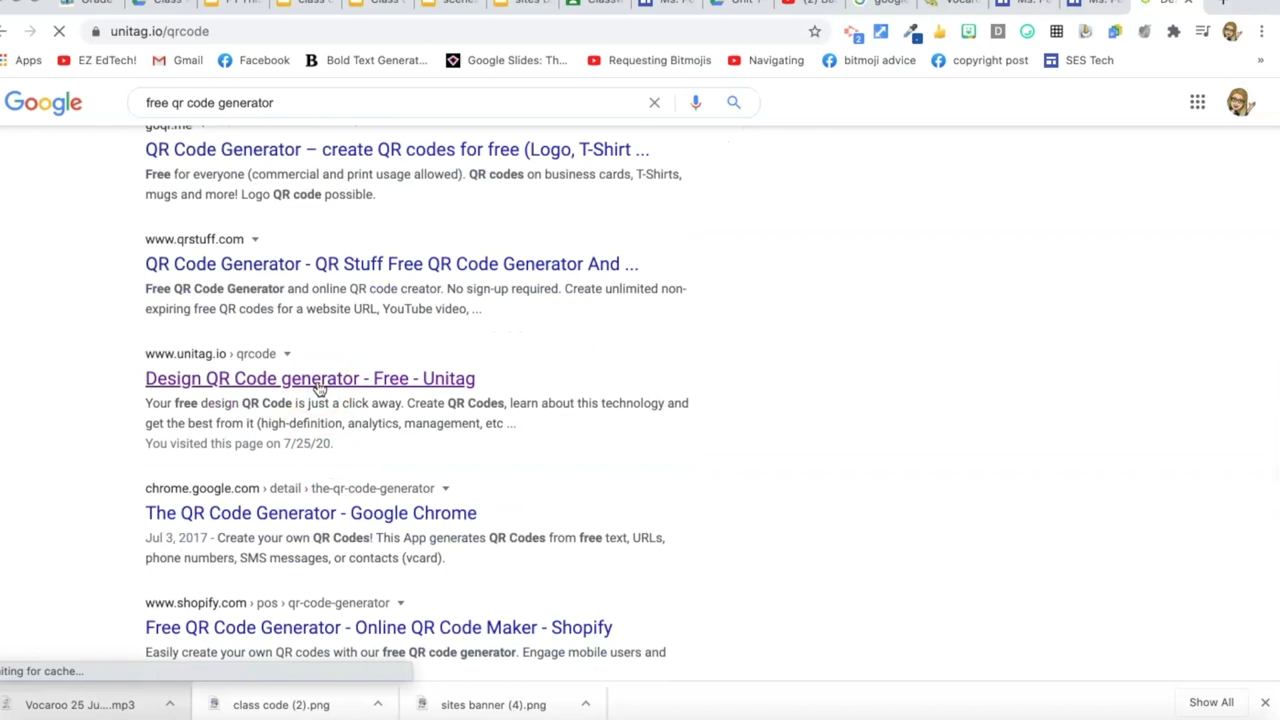 unitag.io/qrcode
2
Apps EZ EdTech! Gmail Facebook Bold Text Generat... Google Slides: Th... Requesting Bitmojis Navigating bitmoji advice copyright post SES Tech »
Google free qr code generator
goqr.me
QR Code Generator – create QR codes for free (Logo, T-Shirt ...
Free for everyone (commercial and print usage allowed). QR codes on business cards, T-Shirts,
mugs and more! Logo QR code possible.
www.qrstuff.com
QR Code Generator - QR Stuff Free QR Code Generator And ...
Free QR Code Generator and online QR code creator. No sign-up required. Create unlimited non-
expiring free QR codes for a website URL, YouTube video, ...
www.unitag.io › qrcode
Design QR Code generator - Free - Unitag
Your free design QR Code is just a click away. Create QR Codes, learn about this technology and
get the best from it (high-definition, analytics, management, etc ...
You visited this page on 7/25/20.
chrome.google.com › detail › the-qr-code-generator
The QR Code Generator - Google Chrome
Jul 3, 2017 - Create your own QR Codes! This App generates QR Codes from free text, URLs,
phone numbers, SMS messages, or contacts (vcard).
www.shopify.com › pos › qr-code-generator
Free QR Code Generator - Online QR Code Maker - Shopify
Easily create your own QR codes with our free QR code generator. Engage mobile users and
iting for cache...
Vocaroo 25 Ju....mp3 class code (2).png sites banner (4).png Show All